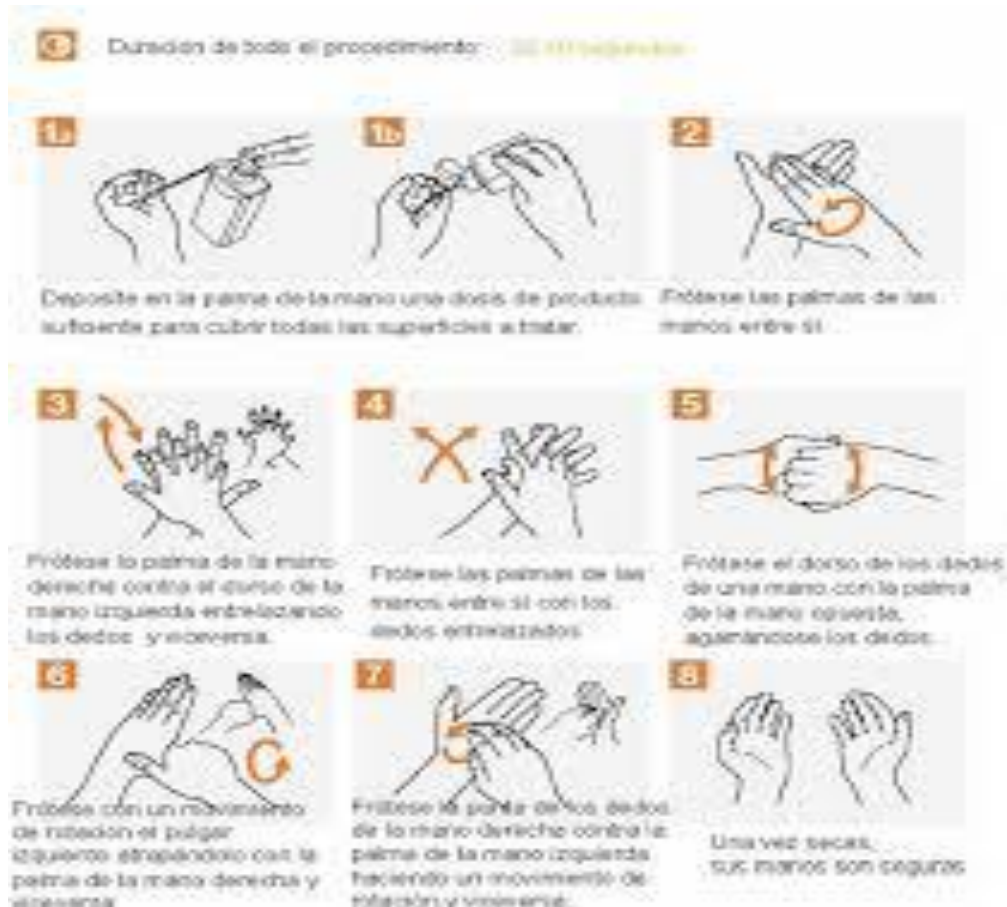 Duración de todo el procedimiento: segundos
1a
1b
2
Deposite en la palma de la mano una dosis de producto
suficiente para cubrir todas las superficies a tratar.
Frótese las palmas de las
manos entre sí
3
4
5
Frótese la palma de la mano
derecha contra el dorso de la
mano izquierda entrelazando
los dedos y viceversa.
Frótese las palmas de las
manos entre sí con los
dedos entrelazados
Frótese el dorso de los dedos
de una mano con la palma
de la mano opuesta,
agarrándose los dedos
6
7
8
Frótese con un movimiento
de rotación el pulgar
izquierdo atrapándolo con la
palma de la mano derecha y
viceversa
Frótese la punta de los dedos
de la mano derecha contra la
palma de la mano izquierda
haciendo un movimiento de
rotación y viceversa.
Una vez secas,
sus manos son seguras